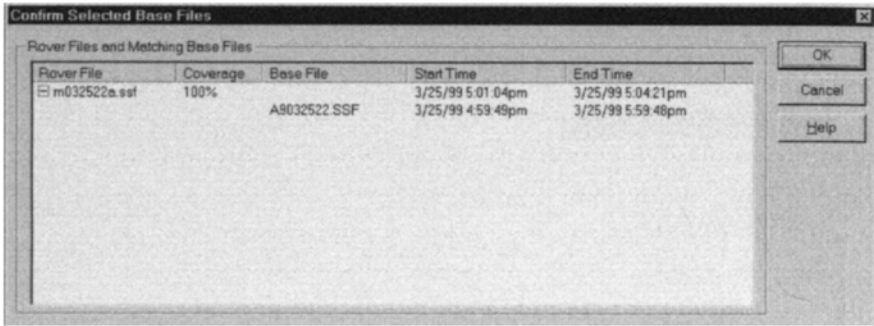 Confirm Selected Base Files
Rover Files and Matching Base Files
Rover File Coverage Base File Start Time End Time
m032522a.ssf 100% 3/25/99 5:01:04pm 3/25/99 5:04:21pm
A9032522.SSF 3/25/99 4:59:49pm 3/25/99 5:59:48pm
OK
Cancel
Help